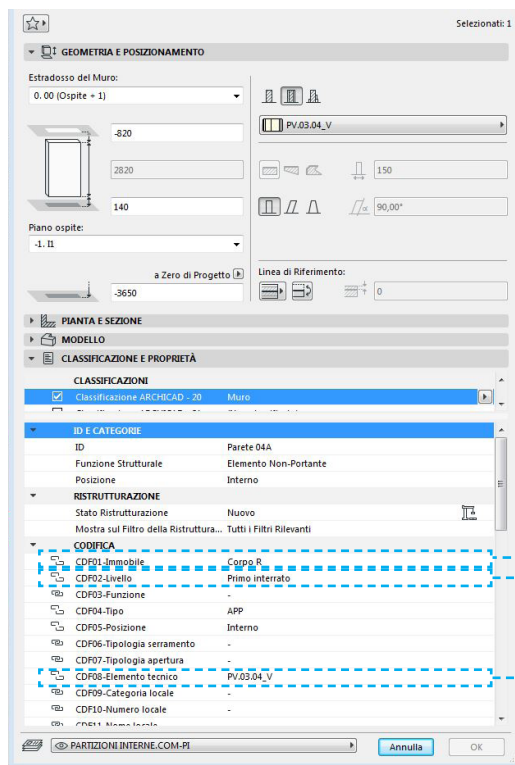 Selezionati: 1
GEOMETRIA E POSIZIONAMENTO
Estradosso del Muro:
0. 00 (Ospite + 1)
-820
PV.03.04_V
2820
150
140
90,00°
Piano ospite:
-1. I1
a Zero di Progetto
Linea di Riferimento:
-3650
0
PIANTA E SEZIONE
MODELLO
CLASSIFICAZIONE E PROPRIETÀ
CLASSIFICAZIONI
Classificazione ARCHICAD - 20 Muro
ID E CATEGORIE
ID Parete 04A
Funzione Strutturale Elemento Non-Portante
Posizione Interno
RISTRUTTURAZIONE
Stato Ristrutturazione Nuovo
Mostra sul Filtro della Ristruttura... Tutti i Filtri Rilevanti
CODIFICA
CDF01-Immobile Corpo R
CDF02-Livello Primo interrato
CDF03-Funzione -
CDF04-Tipo APP
CDF05-Posizione Interno
CDF06-Tipologia serramento -
CDF07-Tipologia apertura -
CDF08-Elemento tecnico PV.03.04_V
CDF09-Categoria locale -
CDF10-Numero locale -
CDF11-Nome locale -
PARTIZIONI INTERNE.COM-PI
Annulla OK